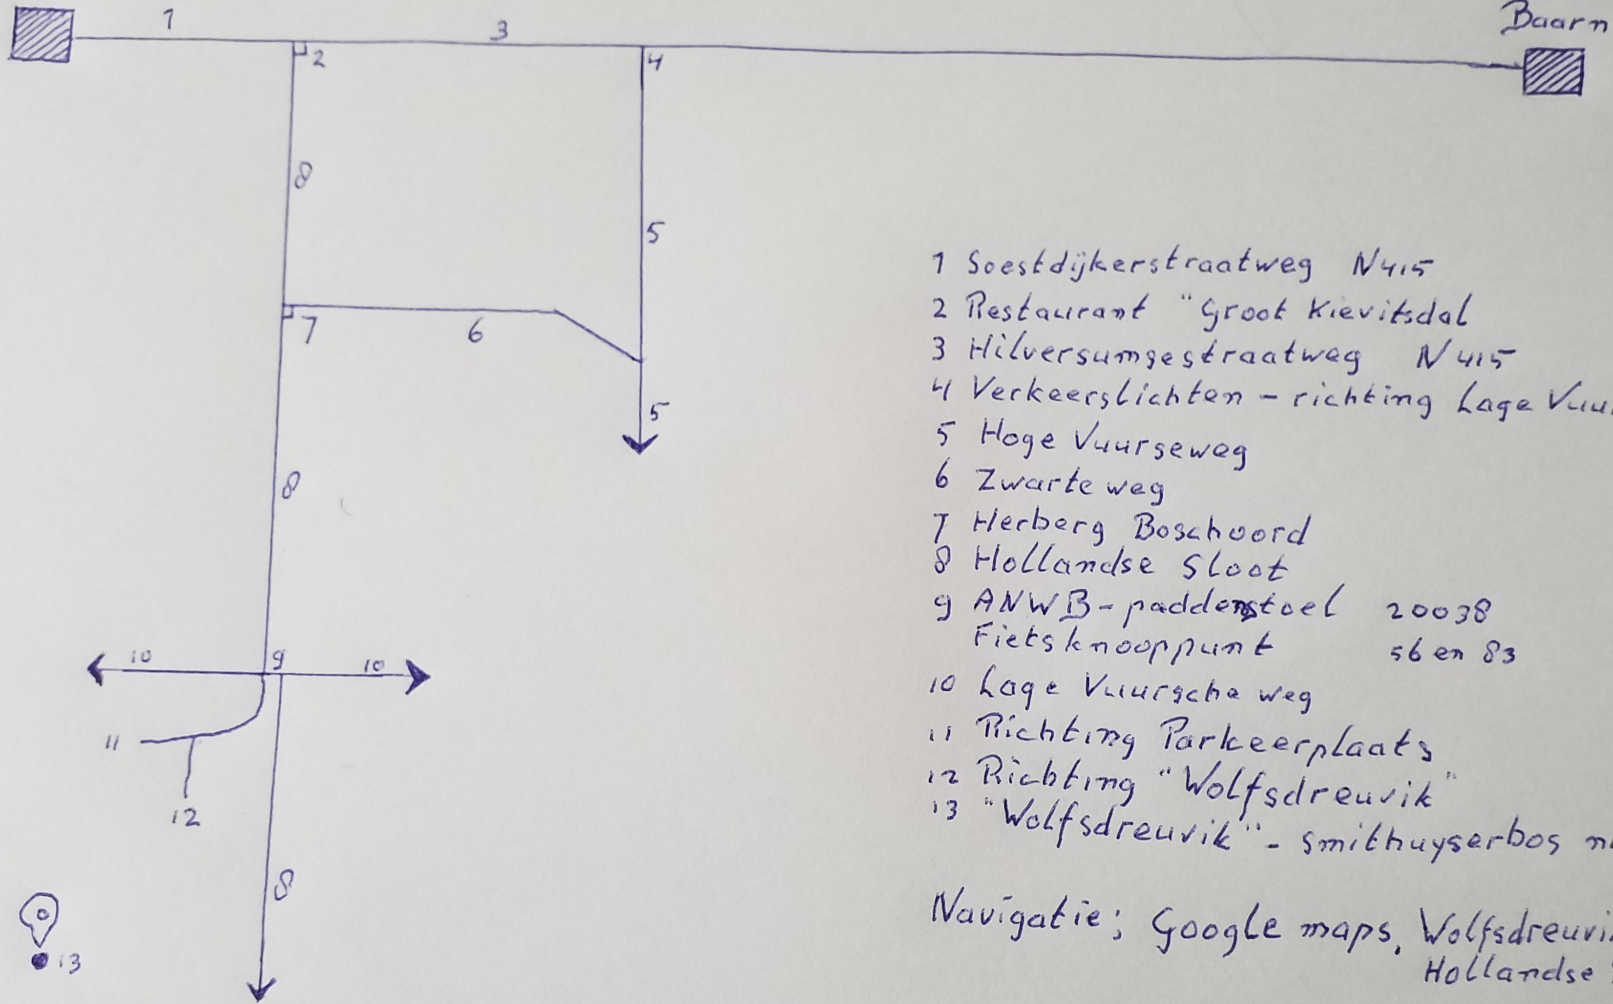 1
3
Baarn
2
4
8
5
7
6
5
8
10
9
10
11
12
8
13
1 Soestdijkerstraatweg N415
2 Restaurant "Groot Kievitsdal
3 Hilversumsestraatweg N415
4 Verkeerslichten - richting Lage
5 Hoge Vuurseweg
6 Zwarte weg
7 Herberg Boschoord
8 Hollandse Sloot
9 ANWB-paddenstoel 20038
Fietsknooppunt 56 en 83
10 Lage Vuursche weg
11 Richting Parkeerplaats
12 Richting "Wolfsdreuvik"
13 "Wolfsdreuvik" - Smithuyserbos
Navigatie; Google maps, Wolfsdreuvi
Hollandse